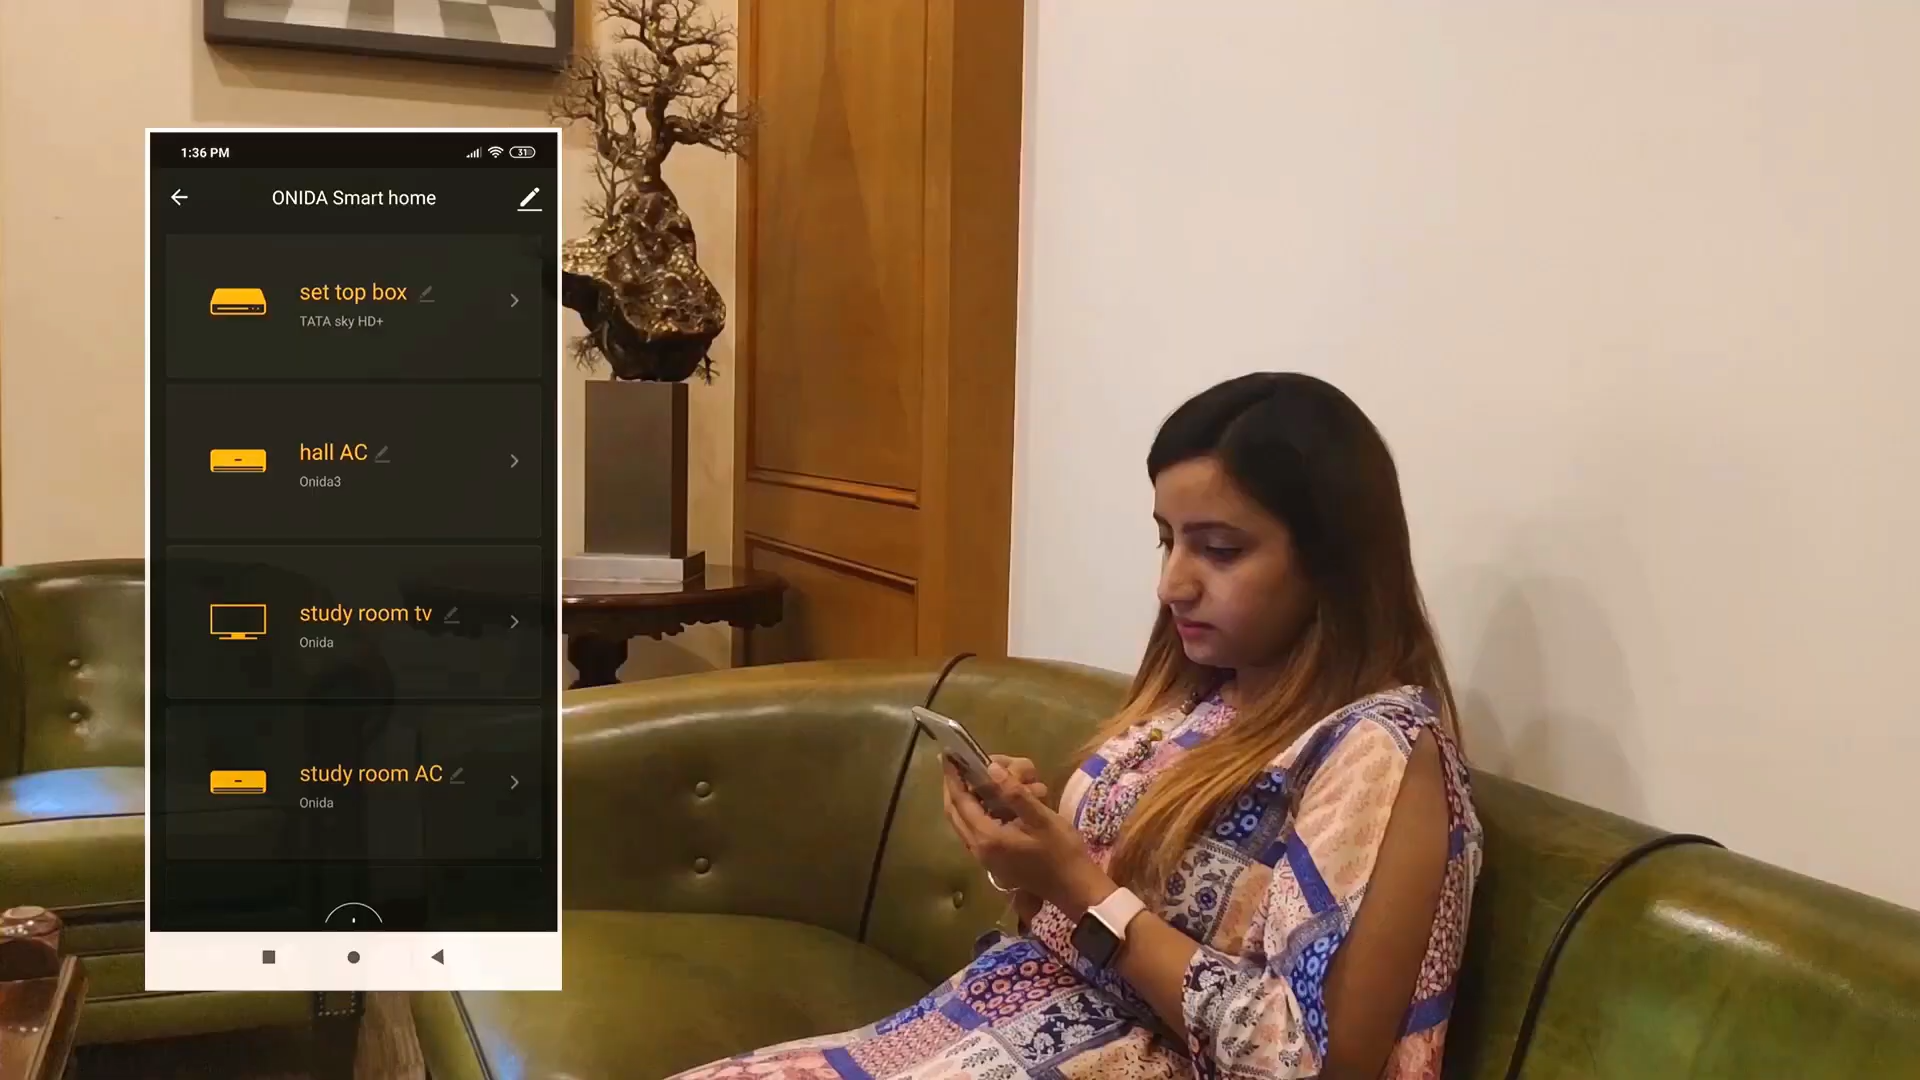 1:36 PM
31
ONIDA Smart home
set top box
TATA sky HD+
hall AC
Onida3
study room tv
Onida
study room AC
Onida